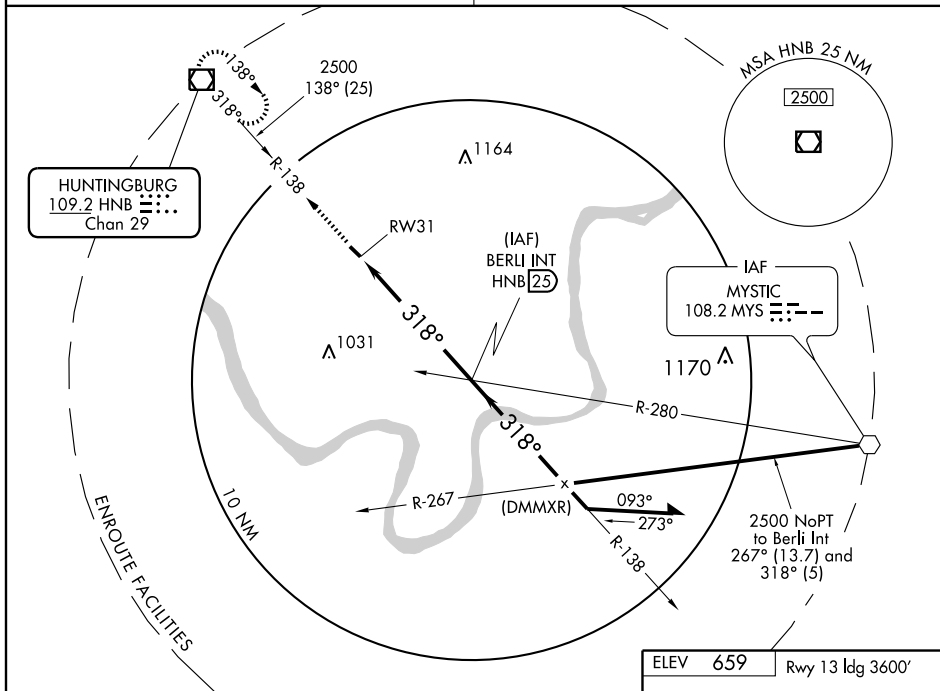 138°
318°
2500
138° (25)
R-138
HUNTINGBURG
109.2 HNB
Chan 29
MSA HNB 25 NM
2500
1164
RW31
(IAF)
BERLI INT
HNB 25
IAF
MYSTIC
108.2 MYS
318°
1031
1170
R-280
318°
R-267
(DMMXR)
x
093°
273°
R-138
2500 NoPT
to Berli Int
267° (13.7) and
318° (5)
10 NM
ENROUTE FACILITIES
ELEV 659
Rwy 13 ldg 3600'